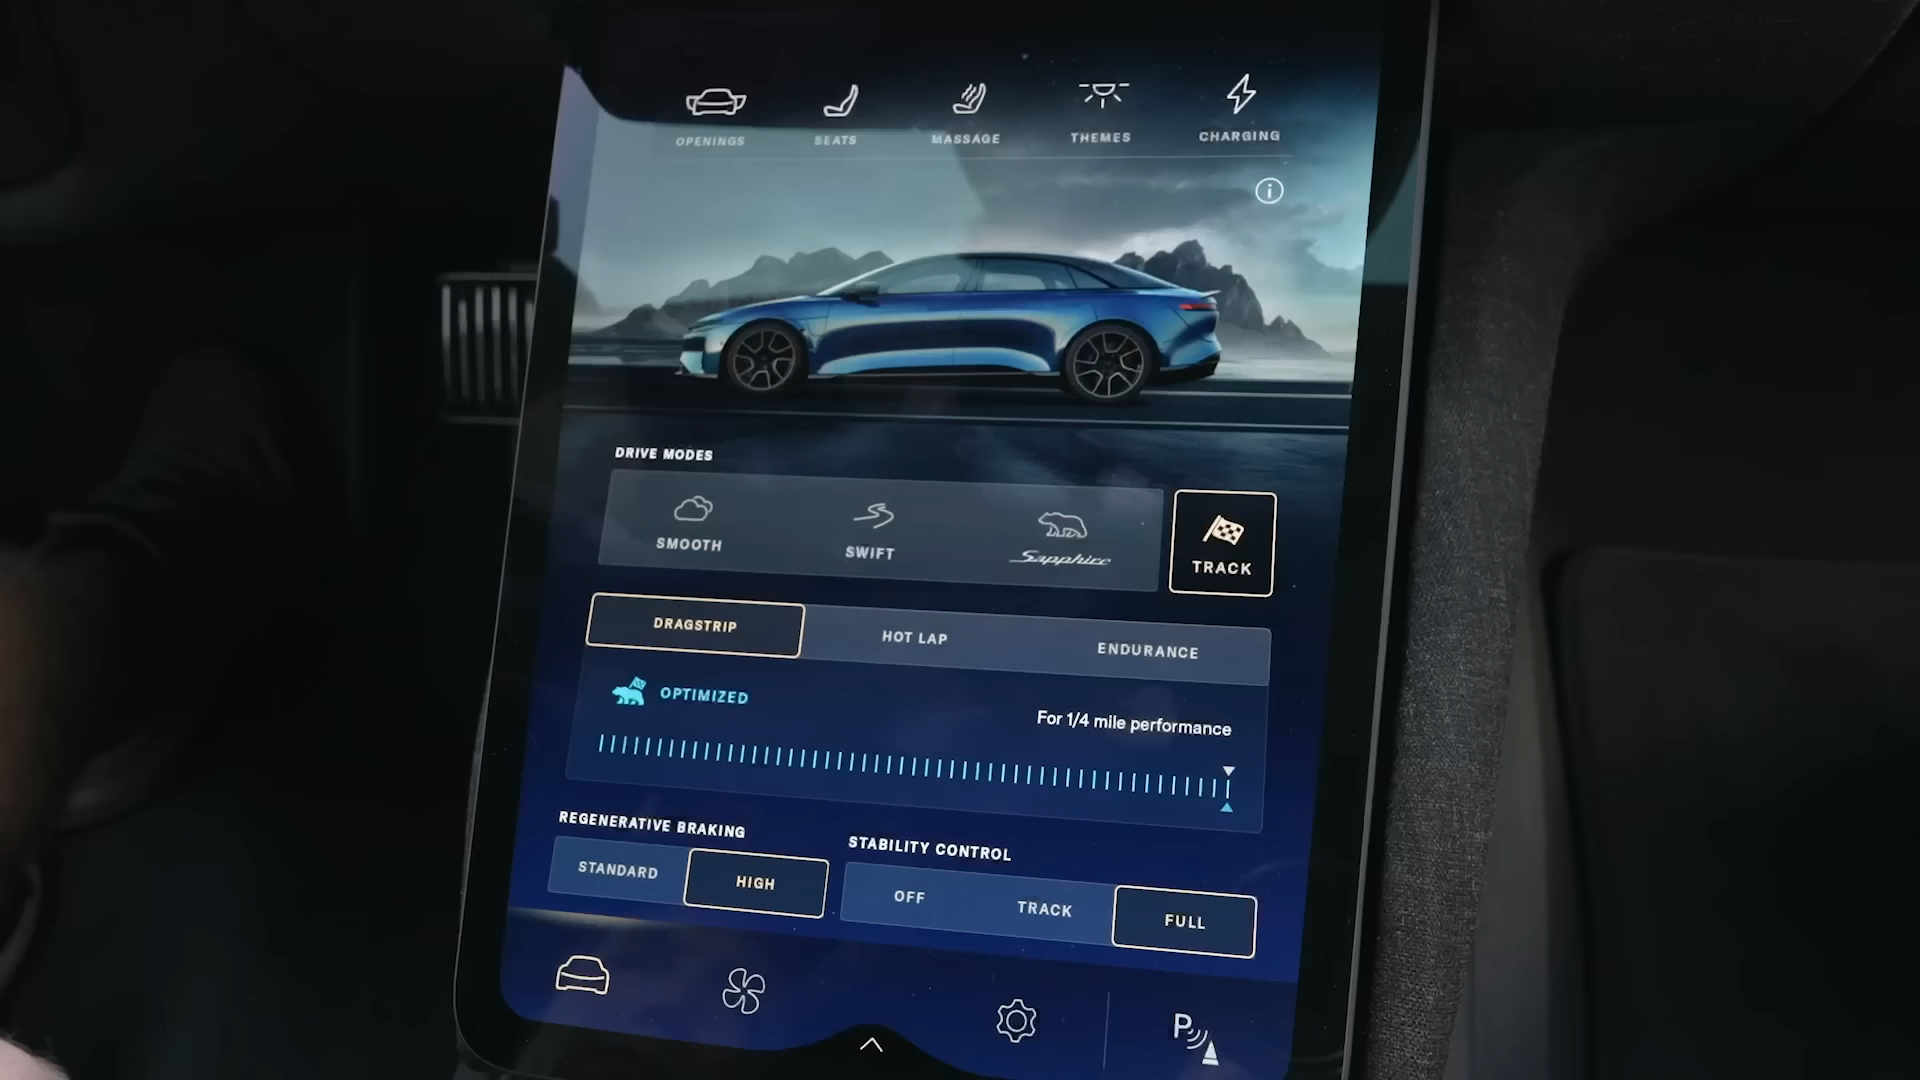 OPENINGS SEATS MASSAGE THEMES CHARGING
DRIVE MODES
SMOOTH SWIFT Sapphire TRACK
DRAGSTRIP HOT LAP ENDURANCE
OPTIMIZED
For 1/4 mile performance
REGENERATIVE BRAKING STABILITY CONTROL
STANDARD HIGH OFF TRACK FULL
P